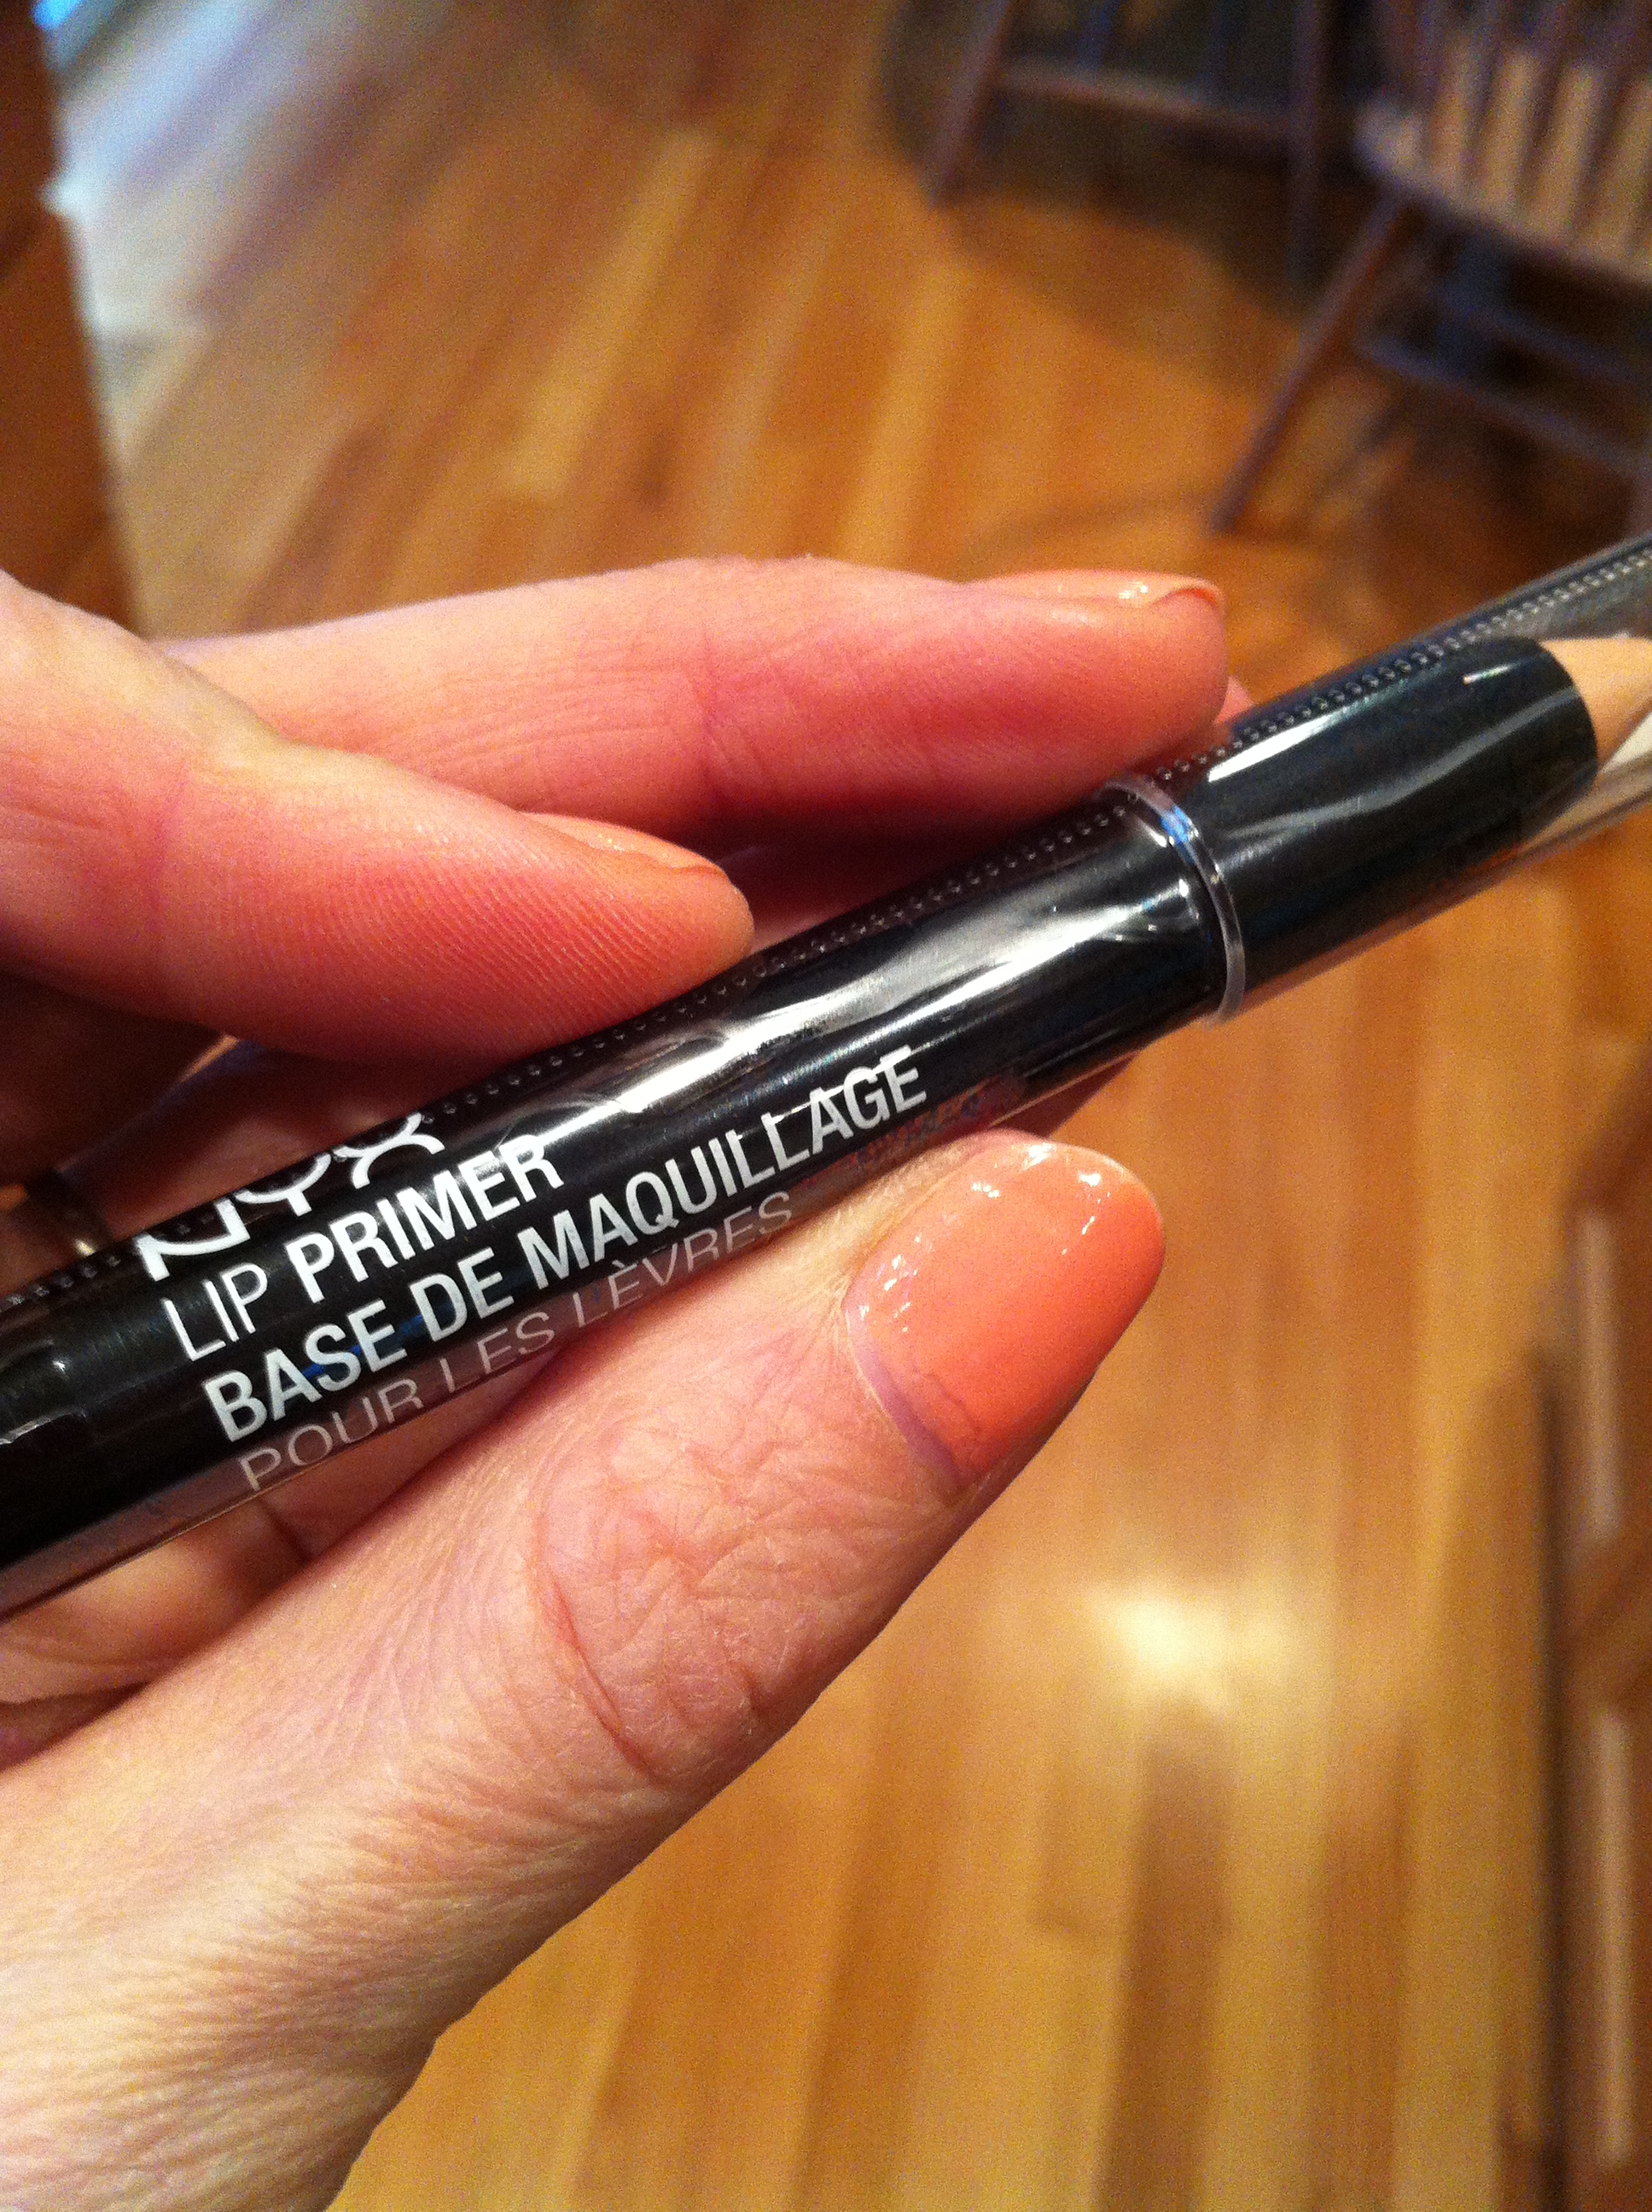 NYX
LIP PRIMER
BASE DE MAQUILLAGE
POUR LES LÈVRES